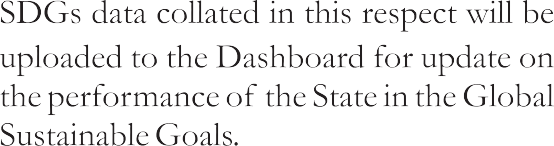 SDGs data collated in this respect will be
uploaded to the Dashboard for update on
the performance of the State in the Global
Sustainable Goals.